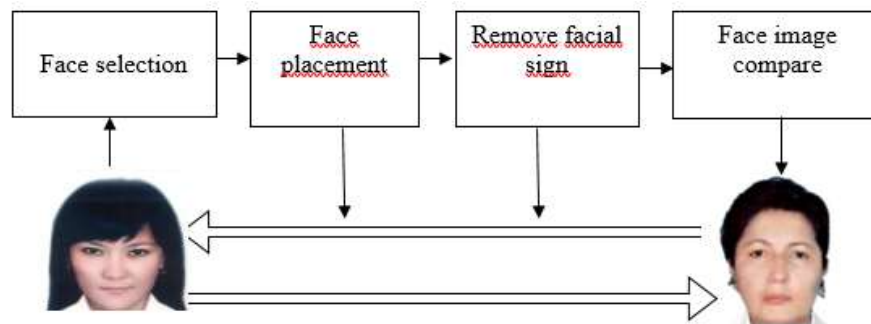 Face selection
Face
placement
Remove facial
sign
Face image
compare